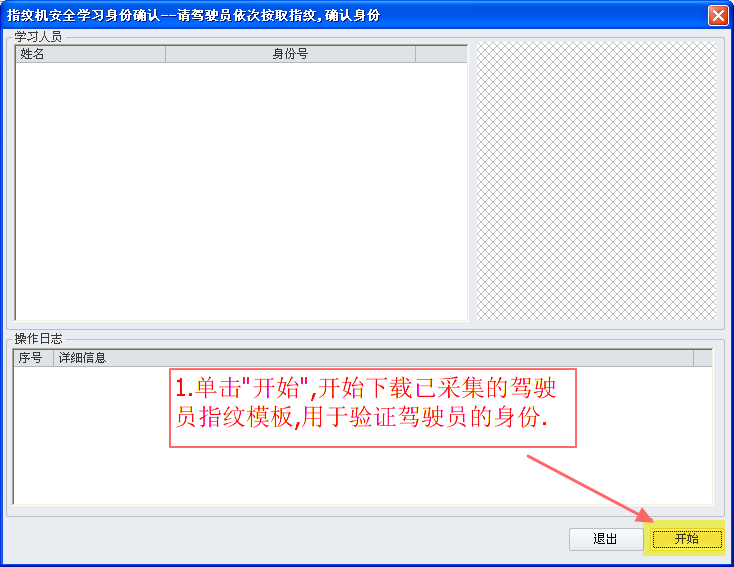 指纹机安全学习身份确认--请驾驶员依次按取指纹,确认身份
学习人员
姓名 身份号
操作日志
序号 详细信息
1.单击"开始",开始下载已采集的驾驶
员指纹模板,用于验证驾驶员的身份.
退出 开始